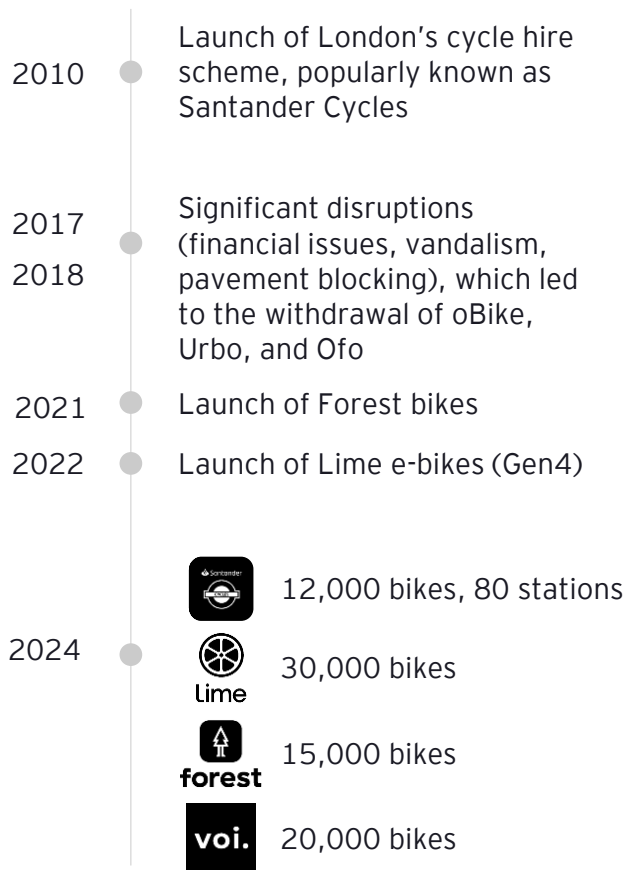 2010
Launch of London's cycle hire
scheme, popularly known as
Santander Cycles
2017
2018
Significant disruptions
(financial issues, vandalism,
pavement blocking), which led
to the withdrawal of oBike,
Urbo, and Ofo
2021
Launch of Forest bikes
2022
Launch of Lime e-bikes (Gen4)
2024
Santander
12,000 bikes, 80 stations
Lime
30,000 bikes
forest
15,000 bikes
voi.
20,000 bikes